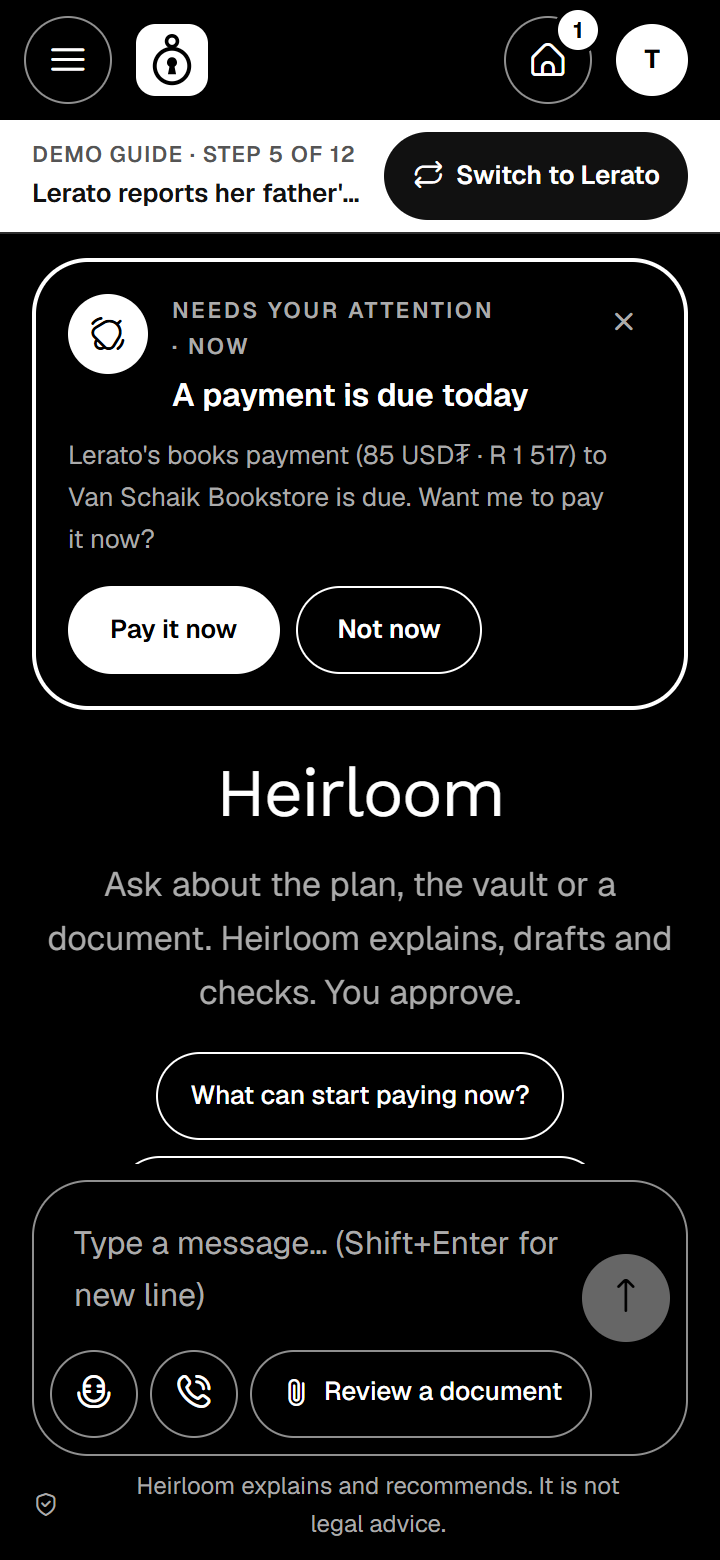 1
T
DEMO GUIDE · STEP 5 OF 12
Lerato reports her father'...
Switch to Lerato
NEEDS YOUR ATTENTION
· NOW
A payment is due today
Lerato's books payment (85 USD₮ · R 1 517) to
Van Schaik Bookstore is due. Want me to pay
it now?
Pay it now
Not now
Heirloom
Ask about the plan, the vault or a
document. Heirloom explains, drafts and
checks. You approve.
What can start paying now?
Type a message... (Shift+Enter for
new line)
Review a document
Heirloom explains and recommends. It is not
legal advice.